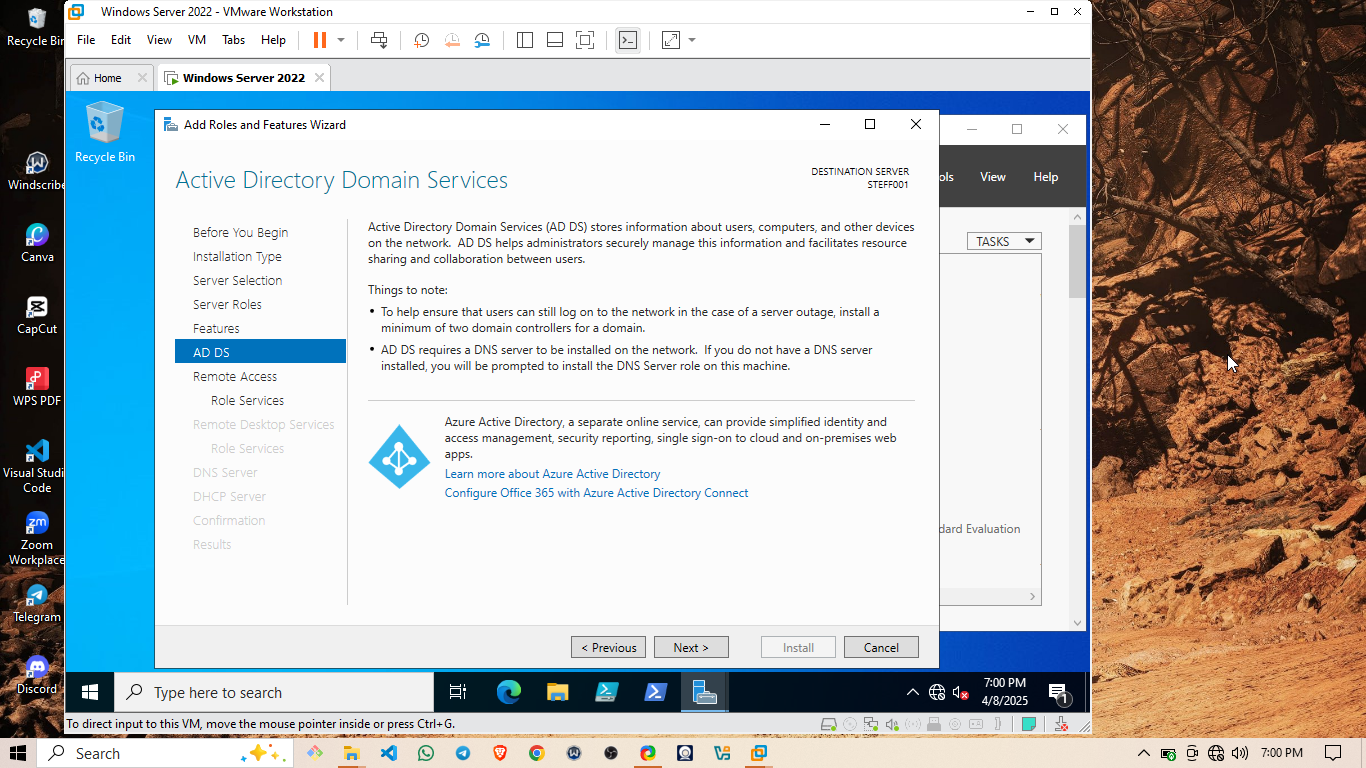 Recycle Bin
Windscribe
Canva
CapCut
WPS PDF
Visual Studi
Code
Zoom
Workplace
Telegram
Discord
Windows Server 2022 - VMware Workstation
File Edit View VM Tabs Help
Home
Windows Server 2022
Recycle Bin
Add Roles and Features Wizard
Active Directory Domain Services
DESTINATION SERVER
STEFF001
Before You Begin
Installation Type
Server Selection
Server Roles
Features
AD DS
Remote Access
Role Services
Remote Desktop Services
Role Services
DNS Server
DHCP Server
Confirmation
Results
Active Directory Domain Services (AD DS) stores information about users, computers, and other devices
on the network. AD DS helps administrators securely manage this information and facilitates resource
sharing and collaboration between users.
Things to note:
• To help ensure that users can still log on to the network in the case of a server outage, install a
minimum of two domain controllers for a domain.
• AD DS requires a DNS server to be installed on the network. If you do not have a DNS server
installed, you will be prompted to install the DNS Server role on this machine.
Azure Active Directory, a separate online service, can provide simplified identity and
access management, security reporting, single sign-on to cloud and on-premises web
apps.
Learn more about Azure Active Directory
Configure Office 365 with Azure Active Directory Connect
< Previous Next > Install Cancel
ols View Help
TASKS
dard Evaluation
Type here to search
7:00 PM
4/8/2025
1
To direct input to this VM, move the mouse pointer inside or press Ctrl+G.
Search
7:00 PM